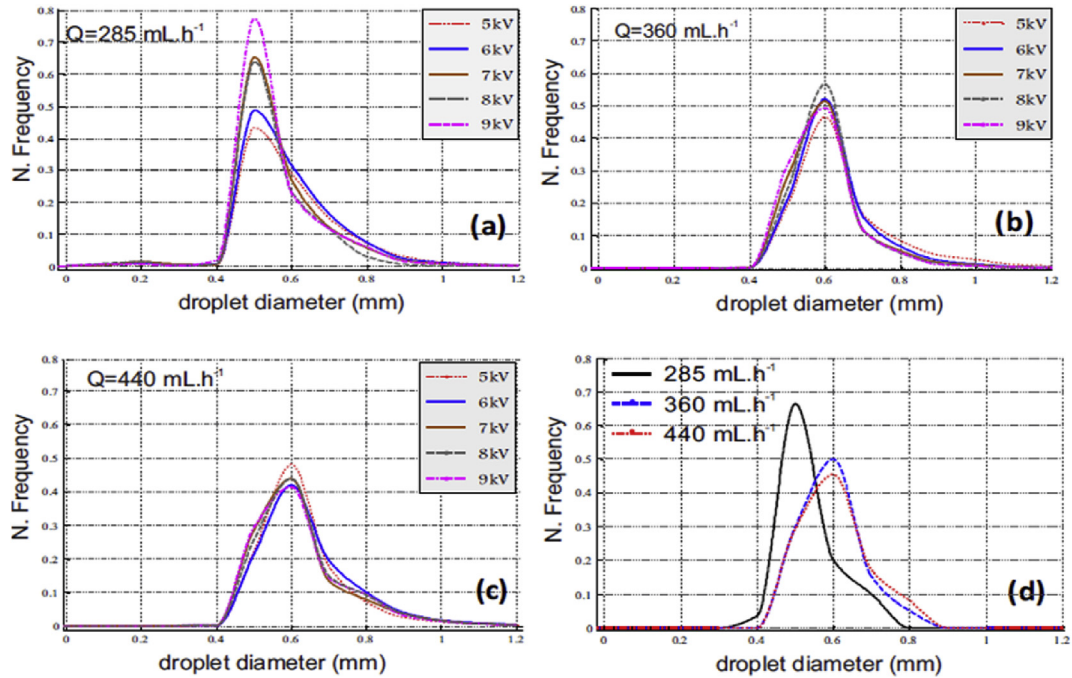 Q=285 mL.h⁻¹
5kV
6kV
7kV
8kV
9kV
(a)
N. Frequency
0.8
0.7
0.6
0.5
0.4
0.3
0.2
0.1
0
0 0.2 0.4 0.6 0.8 1 1.2
droplet diameter (mm)
Q=360 mL.h⁻¹
5kV
6kV
7kV
8kV
9kV
(b)
N. Frequency
0.8
0.7
0.6
0.5
0.4
0.3
0.2
0.1
0
0 0.2 0.4 0.6 0.8 1 1.2
droplet diameter (mm)
Q=440 mL.h⁻¹
5kV
6kV
7kV
8kV
9kV
(c)
N. Frequency
0.8
0.7
0.6
0.5
0.4
0.3
0.2
0.1
0
0 0.2 0.4 0.6 0.8 1 1.2
droplet diameter (mm)
285 mL.h⁻¹
360 mL.h⁻¹
440 mL.h⁻¹
(d)
N. Frequency
0.8
0.7
0.6
0.5
0.4
0.3
0.2
0.1
0
0 0.2 0.4 0.6 0.8 1 1.2
droplet diameter (mm)